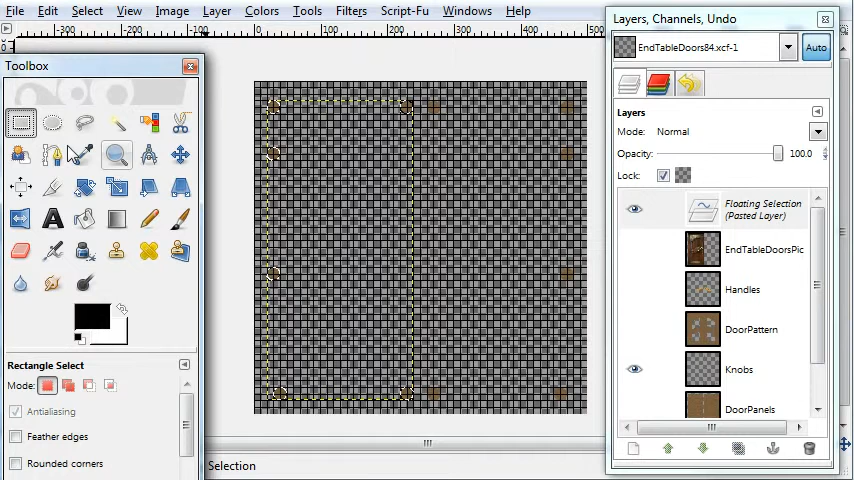 File Edit Select View Image Layer Colors Tools Filters Script-Fu Windows Help
-300 -200 -100 0 100 200 300 400 500
Toolbox
Rectangle Select
Mode:
Antialiasing
Feather edges
Rounded corners
Selection
Layers, Channels, Undo
EndTableDoors84.xcf-1
Auto
Layers
Mode: Normal
Opacity: 100.0
Lock:
Floating Selection
(Pasted Layer)
EndTableDoorsPic
Handles
DoorPattern
Knobs
DoorPanels